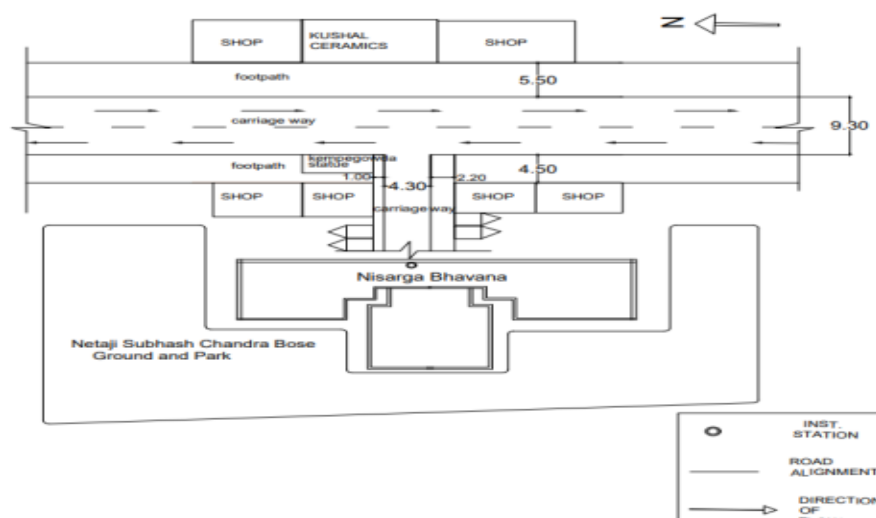 SHOP
KUSHAL
CERAMICS
SHOP
N
footpath
5.50
carriage way
9.30
footpath
kempegowda
statue
1.00
4.30
2.20
4.50
SHOP
SHOP
carriage way
SHOP
SHOP
Nisarga Bhavana
Netaji Subhash Chandra Bose
Ground and Park
INST.
STATION
ROAD
ALIGNMENT
DIRECTION
OF